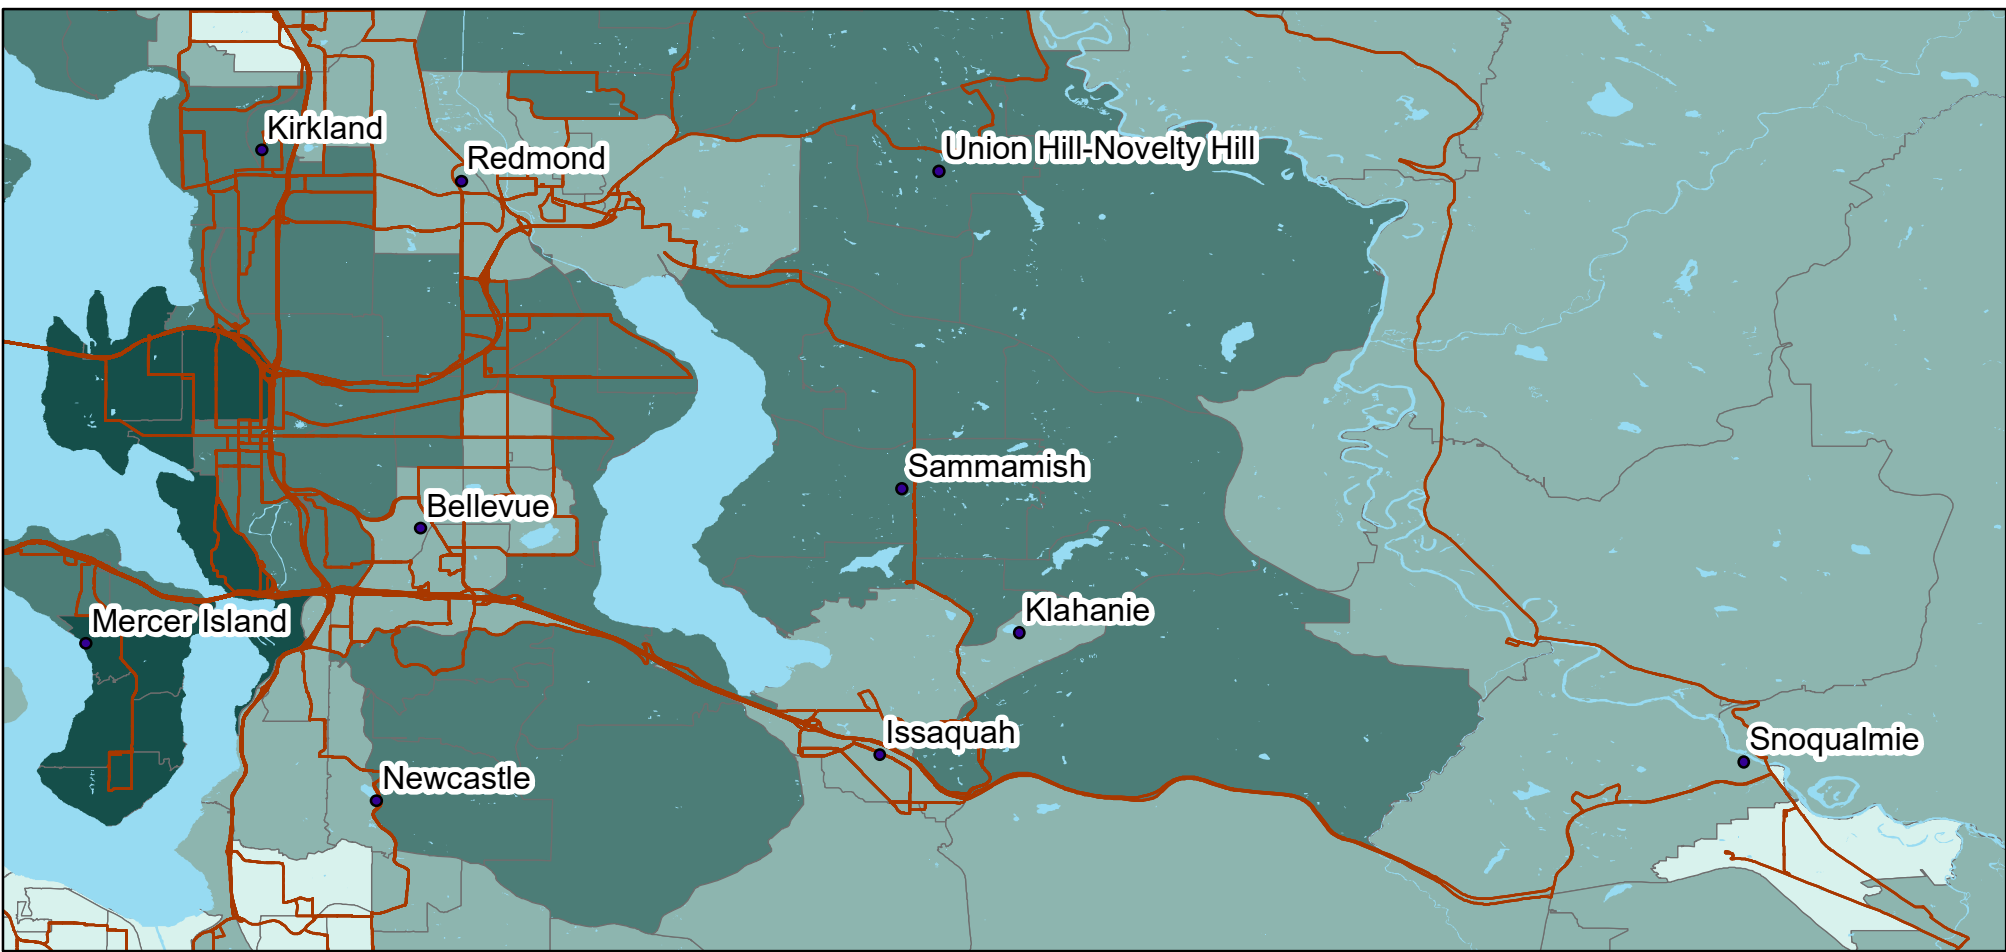 Kirkland
Redmond
Union Hill-Novelty Hill
Sammamish
Bellevue
Klahanie
Mercer Island
Issaquah
Snoqualmie
Newcastle